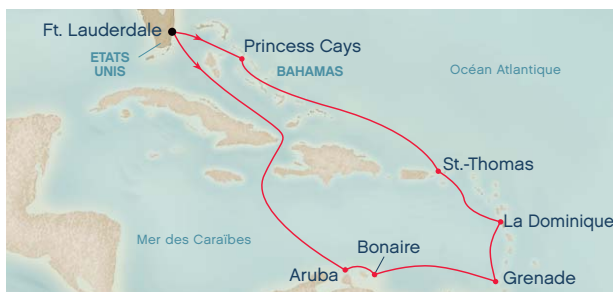 Ft. Lauderdale
ETATS
UNIS
Princess Cays
BAHAMAS
Océan Atlantique
St.-Thomas
La Dominique
Mer des Caraïbes
Bonaire
Aruba
Grenade